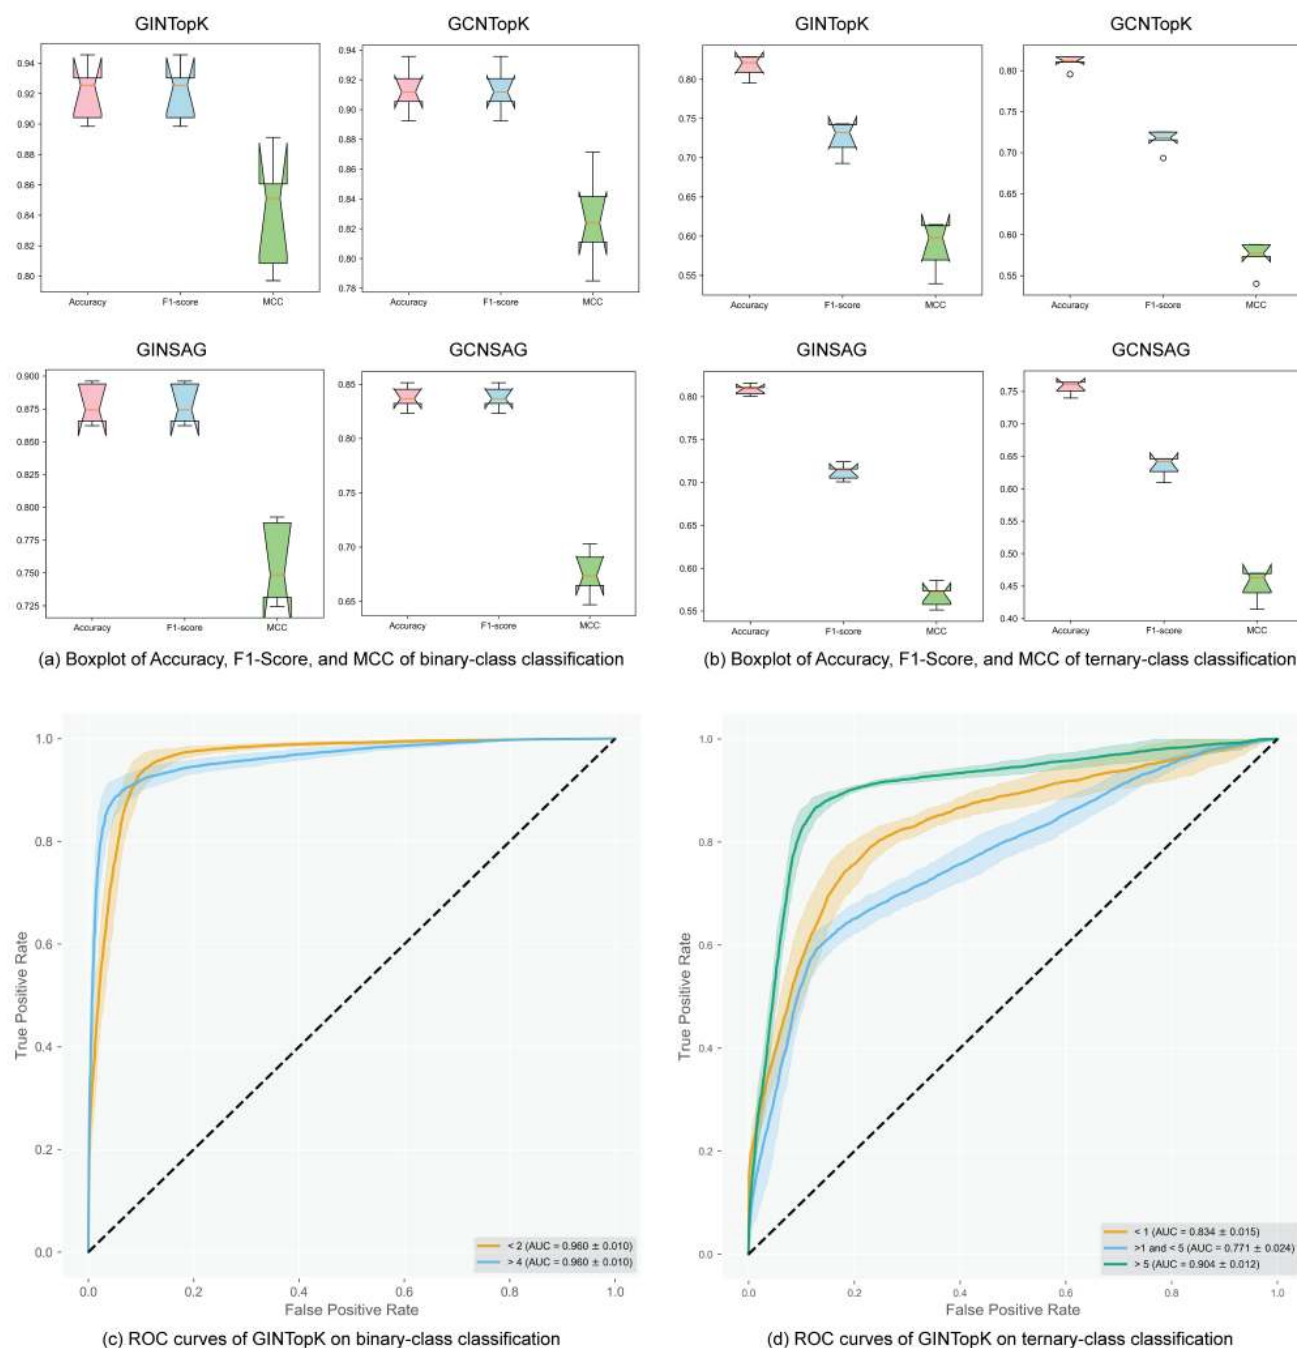 GINTopK
GCNTopK
GINTopK
GCNTopK
0.94
0.92
0.90
0.88
0.86
0.84
0.82
0.80
Accuracy F1-score MCC
0.94
0.92
0.90
0.88
0.86
0.84
0.82
0.80
0.78
Accuracy F1-score MCC
0.80
0.75
0.70
0.65
0.60
0.55
Accuracy F1-score MCC
0.80
0.75
0.70
0.65
0.60
0.55
Accuracy F1-score MCC
GINSAG
GCNSAG
GINSAG
GCNSAG
0.900
0.875
0.850
0.825
0.800
0.775
0.750
0.725
Accuracy F1-score MCC
0.85
0.80
0.75
0.70
0.65
Accuracy F1-score MCC
0.80
0.75
0.70
0.65
0.60
0.55
Accuracy F1-score MCC
0.75
0.70
0.65
0.60
0.55
0.50
0.45
0.40
Accuracy F1-score MCC
(a) Boxplot of Accuracy, F1-Score, and MCC of binary-class classification
(b) Boxplot of Accuracy, F1-Score, and MCC of ternary-class classification
True Positive Rate
1.0
0.8
0.6
0.4
0.2
0.0
< 2 (AUC = 0.960 ± 0.010)
> 4 (AUC = 0.960 ± 0.010)
0.0 0.2 0.4 0.6 0.8 1.0
False Positive Rate
(c) ROC curves of GINTopK on binary-class classification
True Positive Rate
1.0
0.8
0.6
0.4
0.2
0.0
< 1 (AUC = 0.834 ± 0.015)
>1 and < 5 (AUC = 0.771 ± 0.024)
> 5 (AUC = 0.904 ± 0.012)
0.0 0.2 0.4 0.6 0.8 1.0
False Positive Rate
(d) ROC curves of GINTopK on ternary-class classification